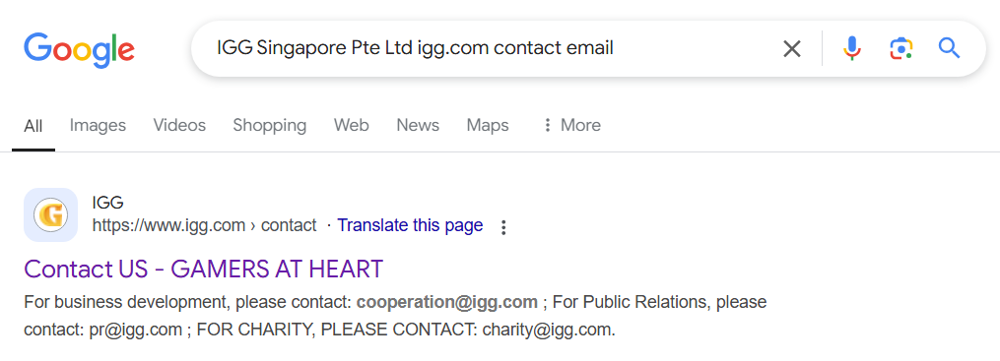 Google
IGG Singapore Pte Ltd igg.com contact email
All Images Videos Shopping Web News Maps More
IGG
https://www.igg.com › contact · Translate this page
Contact US - GAMERS AT HEART
For business development, please contact: cooperation@igg.com ; For Public Relations, please
contact: pr@igg.com ; FOR CHARITY, PLEASE CONTACT: charity@igg.com.